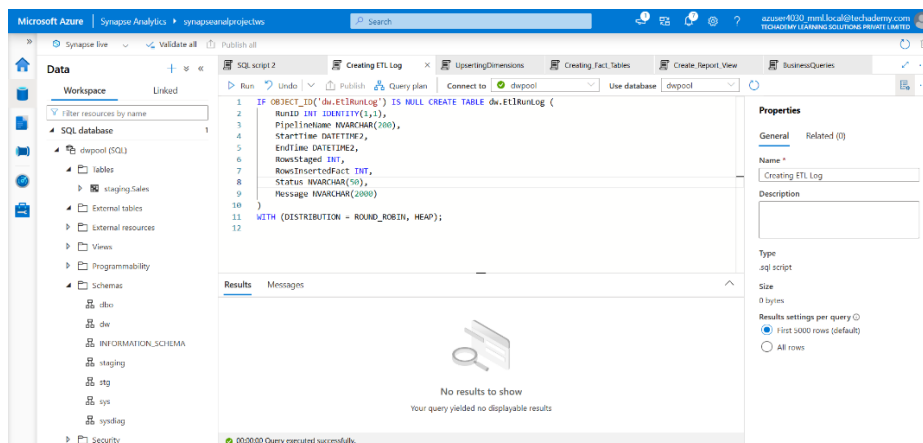 Microsoft Azure | Synapse Analytics ▸ synapseanalprojectws
Search
1
7
?
azuser4030_mml.local@techademy.com
TECHADEMY LEARNING SOLUTIONS PRIVATE LIMITED
Synapse live
Validate all
Publish all
Data
Workspace
Linked
Filter resources by name
SQL database 1
dwpool (SQL)
Tables
staging.Sales
External tables
External resources
Views
Programmability
Schemas
dbo
dw
INFORMATION_SCHEMA
staging
stg
sys
sysdiag
Security
SQL script 2
Creating ETL Log
UpsertingDimensions
Creating_Fact_Tables
Create_Report_View
BusinessQueries
Run
Undo
Publish
Query plan
Connect to
dwpool
Use database
dwpool
1 IF OBJECT_ID('dw.EtlRunLog') IS NULL CREATE TABLE dw.EtlRunLog (
2 RunID INT IDENTITY(1,1),
3 PipelineName NVARCHAR(200),
4 StartTime DATETIME2,
5 EndTime DATETIME2,
6 RowsStaged INT,
7 RowsInsertedFact INT,
8 Status NVARCHAR(50),
9 Message NVARCHAR(2000)
10 )
11 WITH (DISTRIBUTION = ROUND_ROBIN, HEAP);
12
Results
Messages
No results to show
Your query yielded no displayable results
00:00:00 Query executed successfully.
Properties
General
Related (0)
Name *
Creating ETL Log
Description
Type
.sql script
Size
0 bytes
Results settings per query
First 5000 rows (default)
All rows